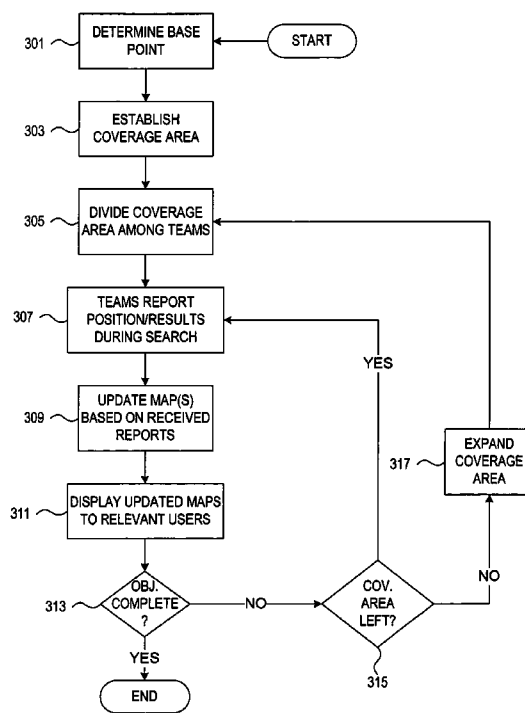 301
DETERMINE BASE
POINT
START
303
ESTABLISH
COVERAGE AREA
305
DIVIDE COVERAGE
AREA AMONG TEAMS
307
TEAMS REPORT
POSITION/RESULTS
DURING SEARCH
YES
309
UPDATE MAP(S)
BASED ON RECEIVED
REPORTS
317
EXPAND
COVERAGE
AREA
311
DISPLAY UPDATED MAPS
TO RELEVANT USERS
313
OBJ.
COMPLETE
?
NO
COV.
AREA
LEFT?
NO
315
YES
END